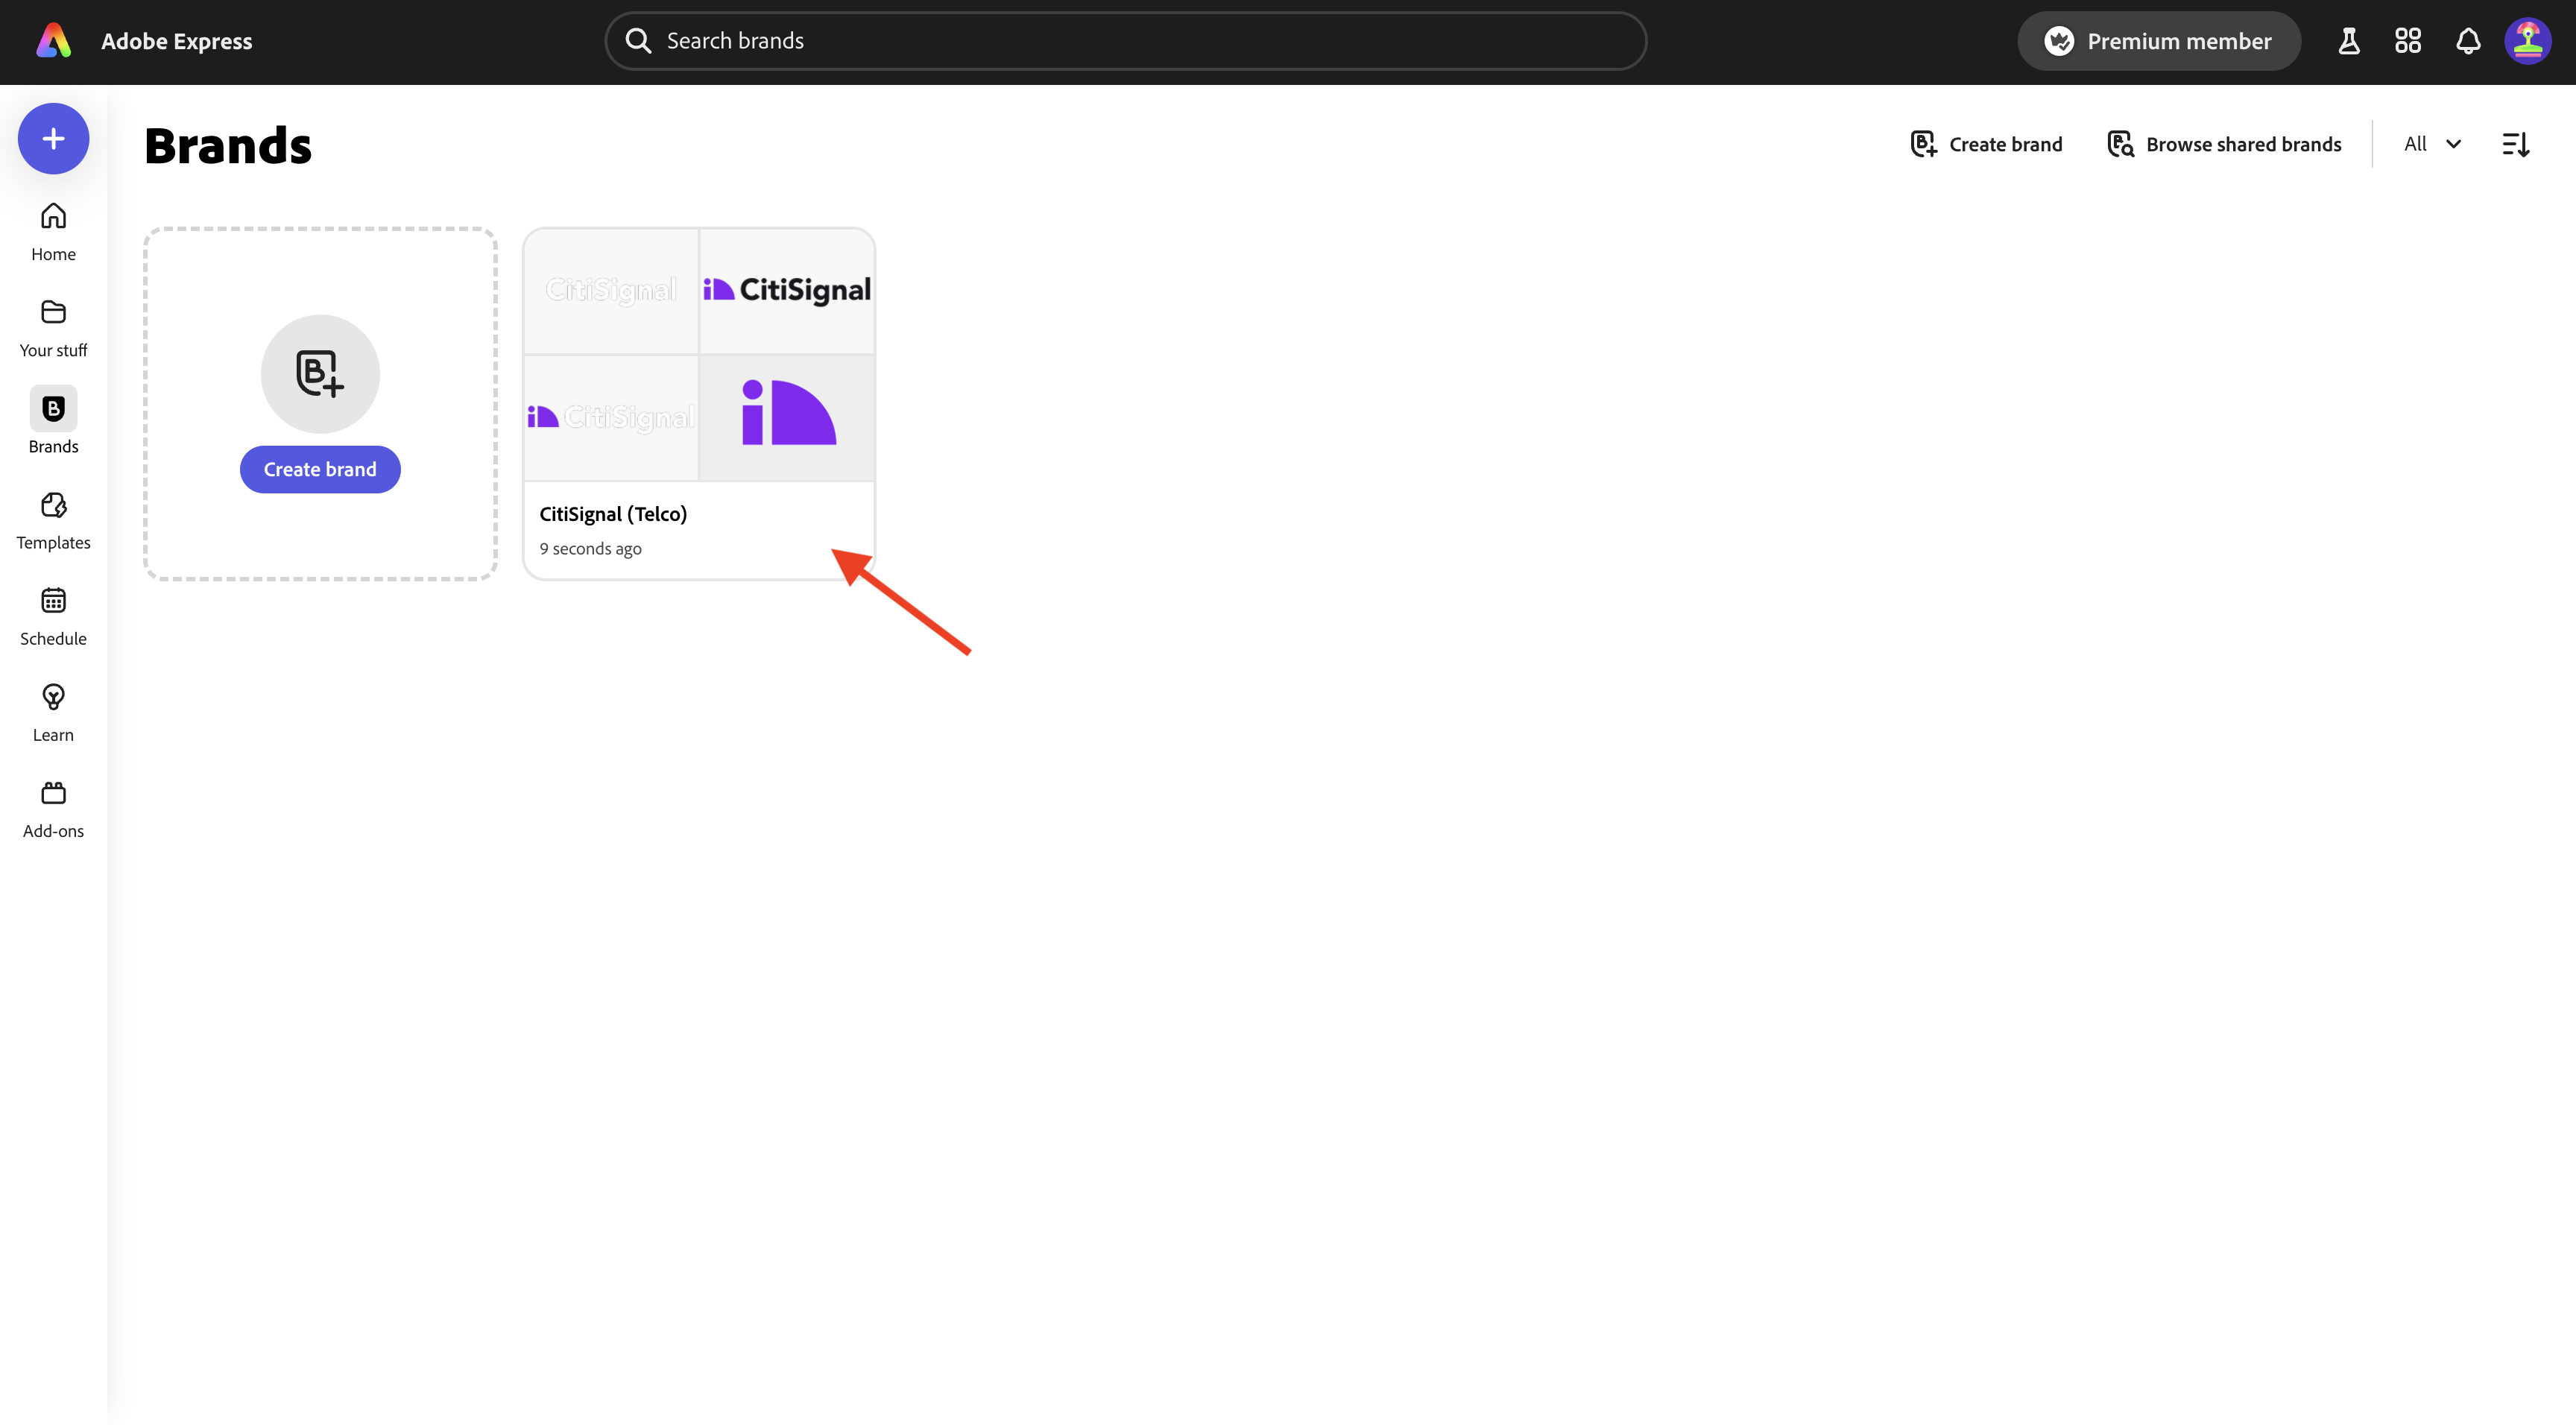 Adobe Express
Search brands
Premium member
Brands
Create brand
Browse shared brands
All
Home
Your stuff
Brands
Templates
Schedule
Learn
Add-ons
Create brand
CitiSignal
CitiSignal
CitiSignal
CitiSignal (Telco)
9 seconds ago